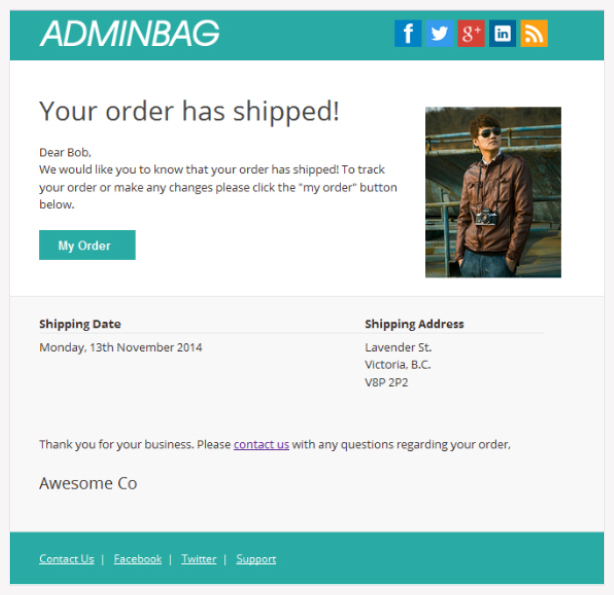 ADMINBAG
Your order has shipped!
Dear Bob,
We would like you to know that your order has shipped! To track
your order or make any changes please click the "my order" button
below.
My Order
Shipping Date
Monday, 13th November 2014
Shipping Address
Lavender St.
Victoria, B.C.
V8P 2P2
Thank you for your business. Please contact us with any questions regarding your order,
Awesome Co
Contact Us | Facebook | Twitter | Support